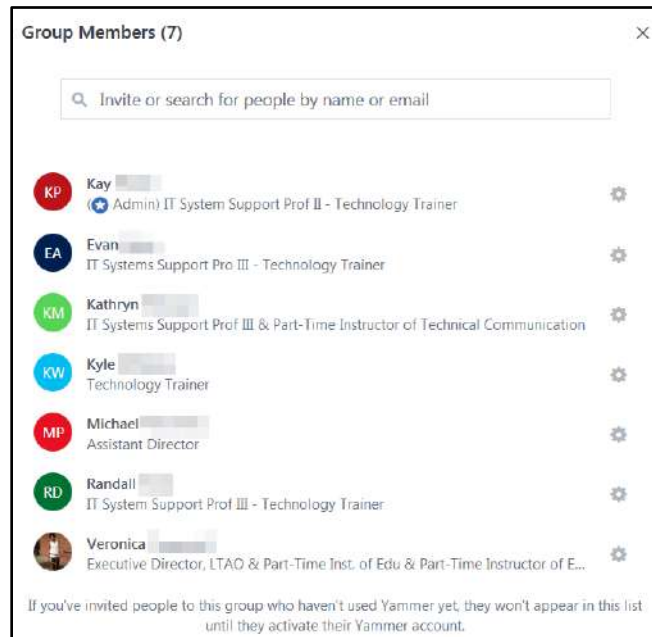 Group Members (7)
Invite or search for people by name or email
KP
Kay
(Admin) IT System Support Prof II - Technology Trainer
EA
Evan
IT Systems Support Pro III - Technology Trainer
KM
Kathryn
IT Systems Support Prof III & Part-Time Instructor of Technical Communication
KW
Kyle
Technology Trainer
MP
Michael
Assistant Director
RD
Randall
IT System Support Prof III - Technology Trainer
Veronica
Executive Director, LTAO & Part-Time Inst. of Edu & Part-Time Instructor of E...
If you've invited people to this group who haven't used Yammer yet, they won't appear in this list
until they activate their Yammer account.